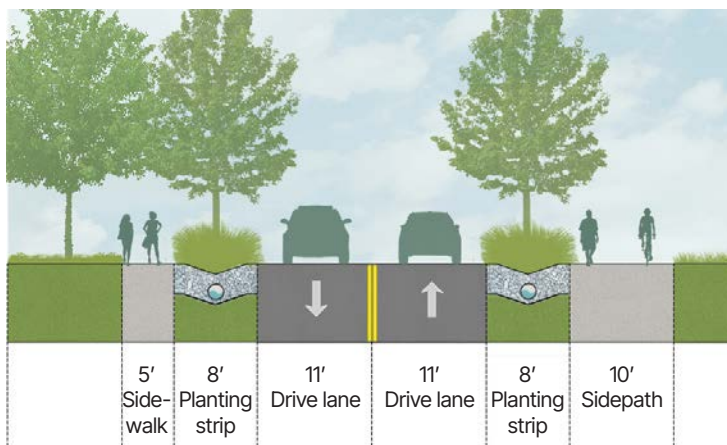 5′
Side-
walk
8′
Planting
strip
11′
Drive lane
11′
Drive lane
8′
Planting
strip
10′
Sidepath